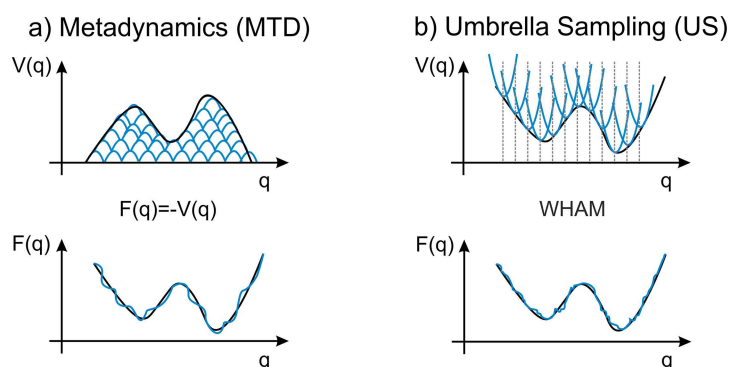 a) Metadynamics (MTD)
b) Umbrella Sampling (US)
V(q)
q
V(q)
q
F(q)=-V(q)
WHAM
F(q)
q
F(q)
q